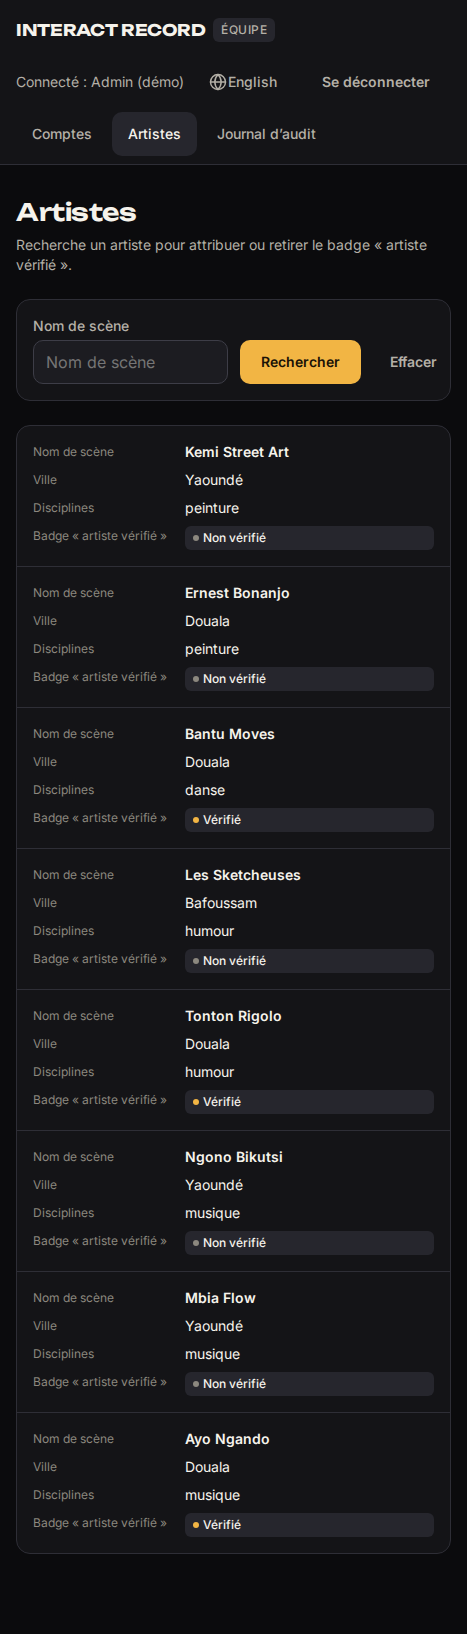 INTERACT RECORD ÉQUIPE
Connecté : Admin (démo) English Se déconnecter
Comptes Artistes Journal d’audit
Artistes
Recherche un artiste pour attribuer ou retirer le badge « artiste
vérifié ».
Nom de scène
Nom de scène Rechercher Effacer
Nom de scène Kemi Street Art
Ville Yaoundé
Disciplines peinture
Badge « artiste vérifié » Non vérifié
Nom de scène Ernest Bonanjo
Ville Douala
Disciplines peinture
Badge « artiste vérifié » Non vérifié
Nom de scène Bantu Moves
Ville Douala
Disciplines danse
Badge « artiste vérifié » Vérifié
Nom de scène Les Sketcheuses
Ville Bafoussam
Disciplines humour
Badge « artiste vérifié » Non vérifié
Nom de scène Tonton Rigolo
Ville Douala
Disciplines humour
Badge « artiste vérifié » Vérifié
Nom de scène Ngono Bikutsi
Ville Yaoundé
Disciplines musique
Badge « artiste vérifié » Non vérifié
Nom de scène Mbia Flow
Ville Yaoundé
Disciplines musique
Badge « artiste vérifié » Non vérifié
Nom de scène Ayo Ngando
Ville Douala
Disciplines musique
Badge « artiste vérifié » Vérifié